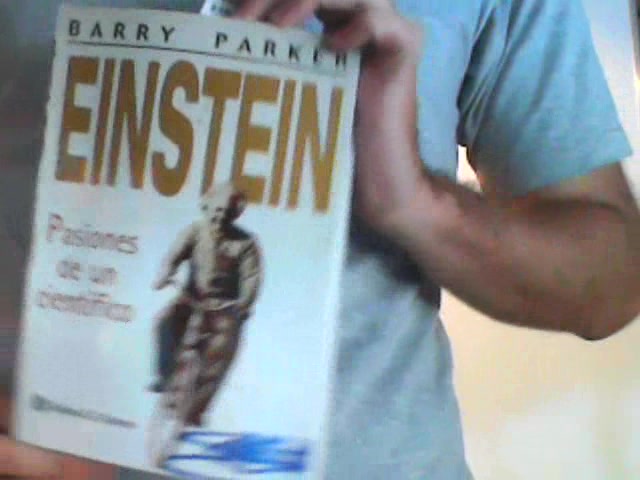 BARRY PARKER
EINSTEIN
Pasiones
de un
científico